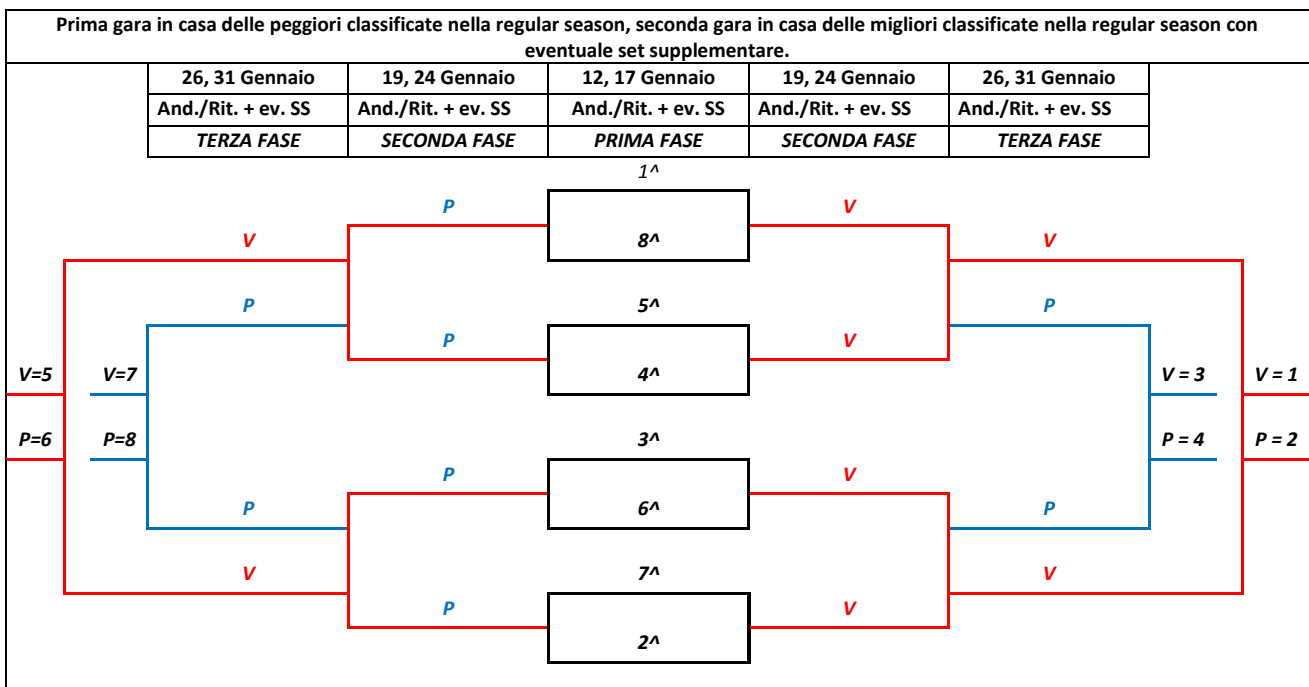 Prima gara in casa delle peggiori classificate nella regular season, seconda gara in casa delle migliori classificate nella regular season con
eventuale set supplementare.
26, 31 Gennaio 19, 24 Gennaio 12, 17 Gennaio 19, 24 Gennaio 26, 31 Gennaio
And./Rit. + ev. SS And./Rit. + ev. SS And./Rit. + ev. SS And./Rit. + ev. SS And./Rit. + ev. SS
TERZA FASE SECONDA FASE PRIMA FASE SECONDA FASE TERZA FASE
1^
P V
V 8^ V
P 5^ P
P V
V=5 V=7 4^ V = 3 V = 1
P=6 P=8 3^ P = 4 P = 2
P V
P 6^ P
V 7^ V
P V
2^